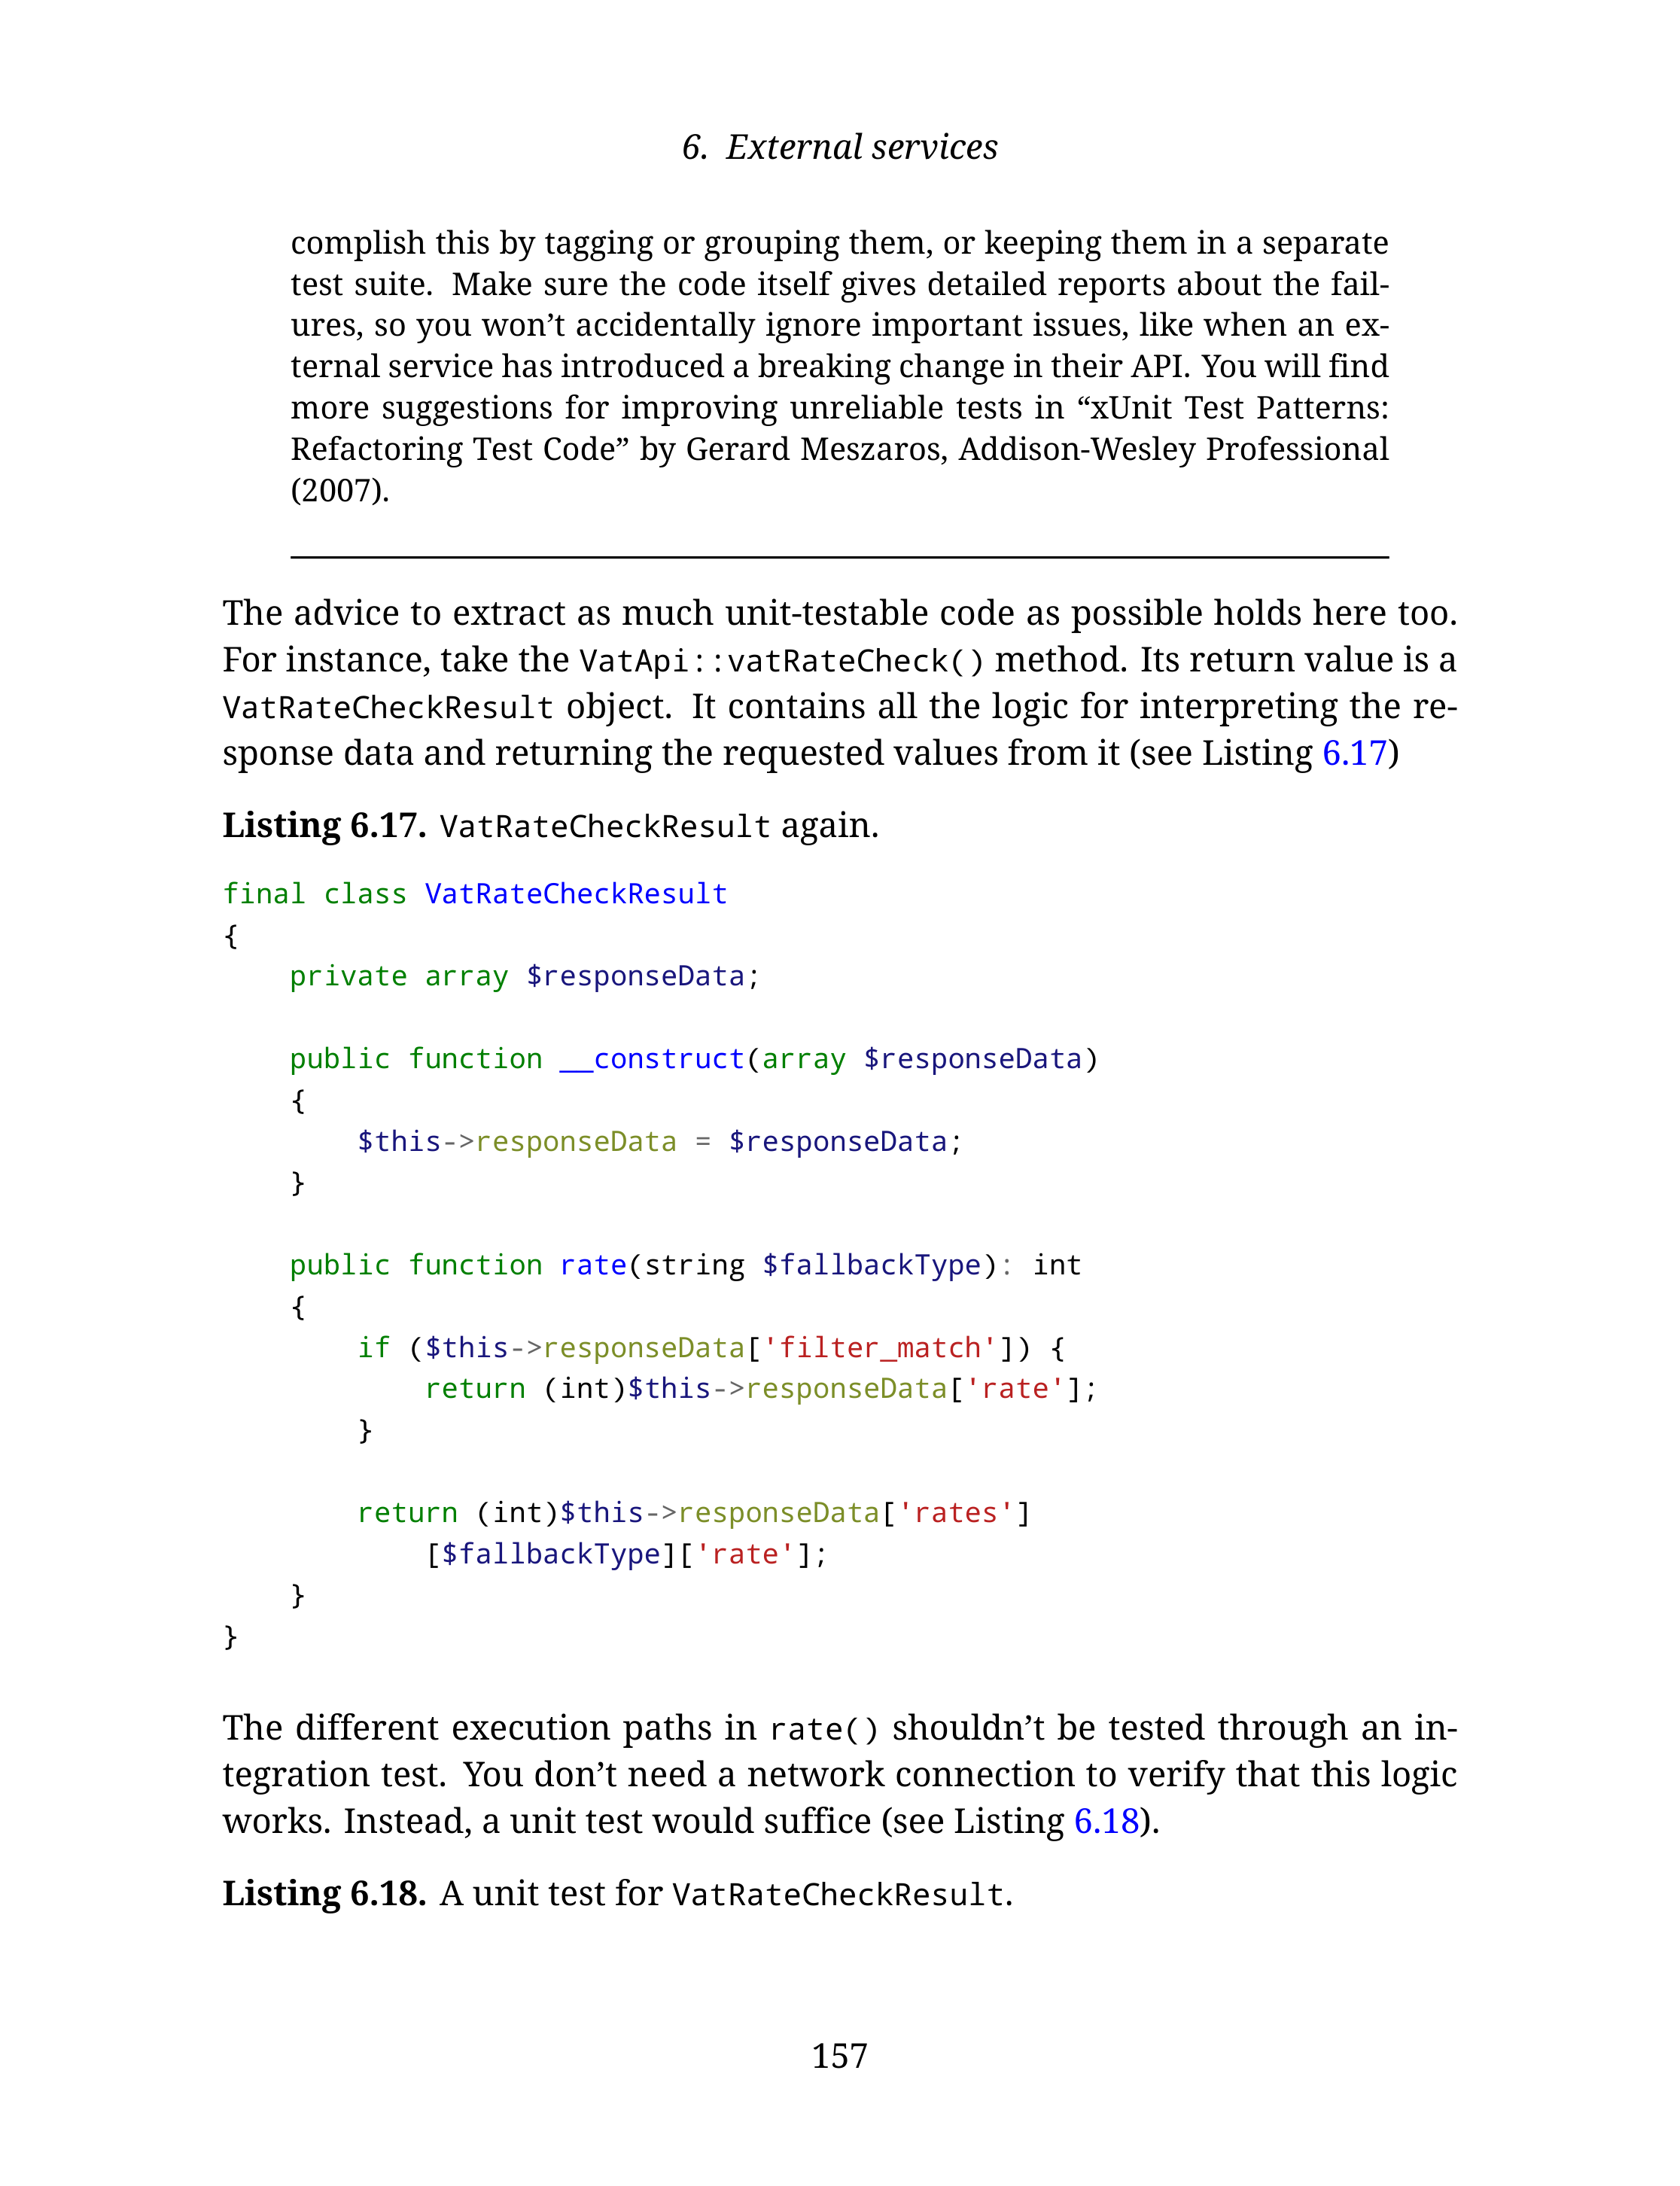 6. External services
complish this by tagging or grouping them, or keeping them in a separate
test suite. Make sure the code itself gives detailed reports about the fail-
ures, so you won’t accidentally ignore important issues, like when an ex-
ternal service has introduced a breaking change in their API. You will find
more suggestions for improving unreliable tests in “xUnit Test Patterns:
Refactoring Test Code” by Gerard Meszaros, Addison-Wesley Professional
(2007).
The advice to extract as much unit-testable code as possible holds here too.
For instance, take the VatApi::vatRateCheck() method. Its return value is a
VatRateCheckResult object. It contains all the logic for interpreting the re-
sponse data and returning the requested values from it (see Listing 6.17)
Listing 6.17. VatRateCheckResult again.
final class VatRateCheckResult
{
    private array $responseData;

    public function __construct(array $responseData)
    {
        $this->responseData = $responseData;
    }

    public function rate(string $fallbackType): int
    {
        if ($this->responseData['filter_match']) {
            return (int)$this->responseData['rate'];
        }

        return (int)$this->responseData['rates']
            [$fallbackType]['rate'];
    }
}
The different execution paths in rate() shouldn’t be tested through an in-
tegration test. You don’t need a network connection to verify that this logic
works. Instead, a unit test would suffice (see Listing 6.18).
Listing 6.18. A unit test for VatRateCheckResult.
157